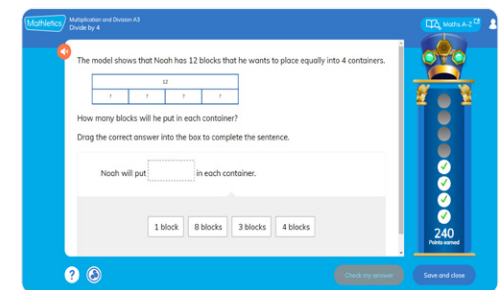 Mathletics
Multiplication and Division A3
Divide by 4
Maths A-Z
The model shows that Noah has 12 blocks that he wants to place equally into 4 containers.
12
? ? ? ?
How many blocks will he put in each container?
Drag the correct answer into the box to complete the sentence.
Noah will put in each container.
1 block 8 blocks 3 blocks 4 blocks
240
Points earned
? Check my answer Save and close